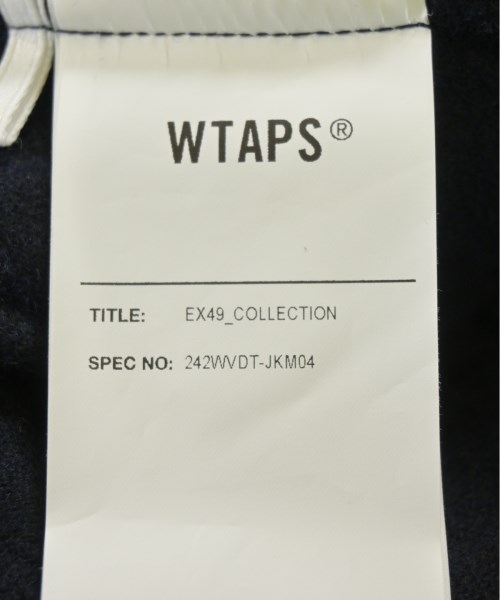 WTAPS®
TITLE: EX49_COLLECTION
SPEC NO: 242WVDT-JKM04